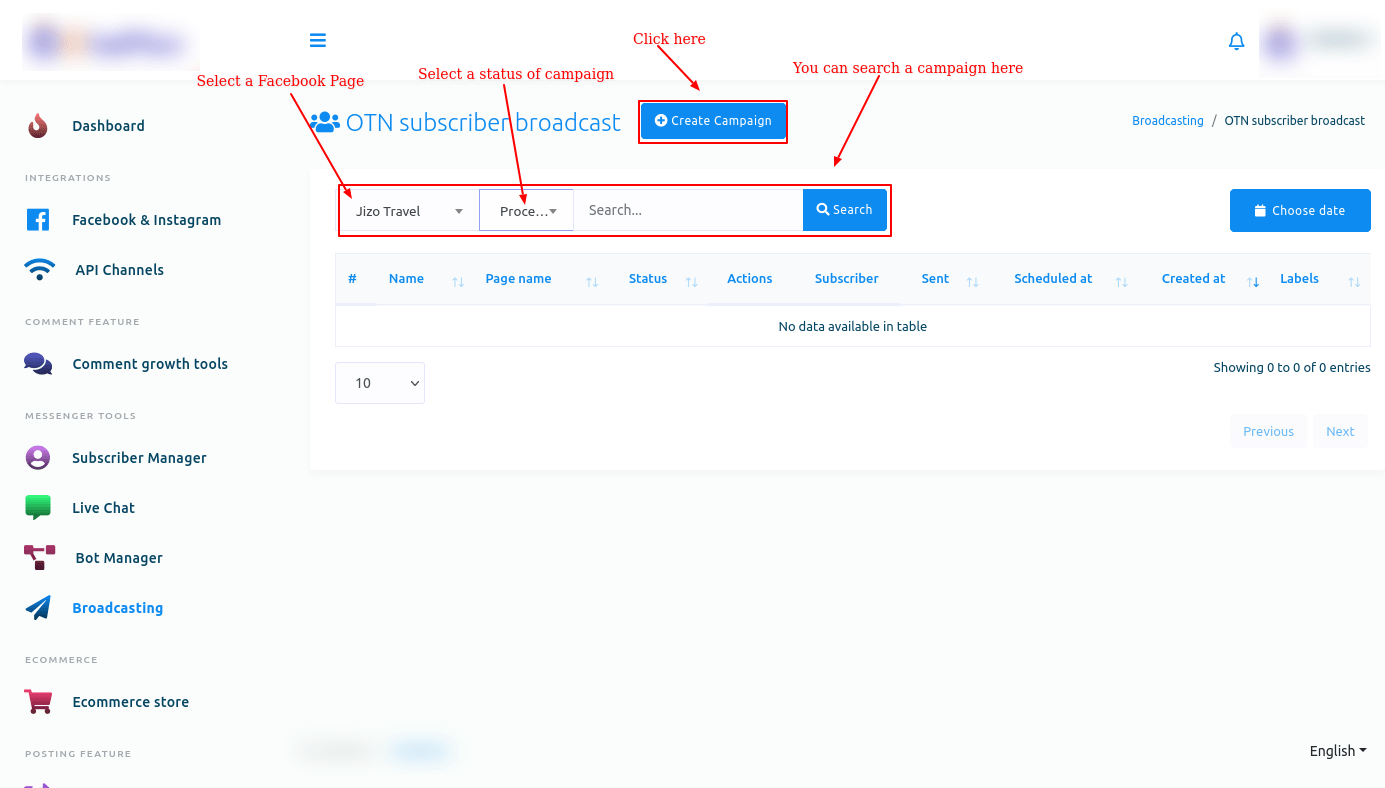 Click here
Select a Facebook Page
Select a status of campaign
You can search a campaign here
OTN subscriber broadcast
Create Campaign
Broadcasting / OTN subscriber broadcast
Dashboard
INTEGRATIONS
Facebook & Instagram
API Channels
COMMENT FEATURE
Comment growth tools
MESSENGER TOOLS
Subscriber Manager
Live Chat
Bot Manager
Broadcasting
ECOMMERCE
Ecommerce store
POSTING FEATURE
Jizo Travel
Proce...
Search...
Search
Choose date
# Name Page name Status Actions Subscriber Sent Scheduled at Created at Labels
No data available in table
10
Showing 0 to 0 of 0 entries
Previous Next
English